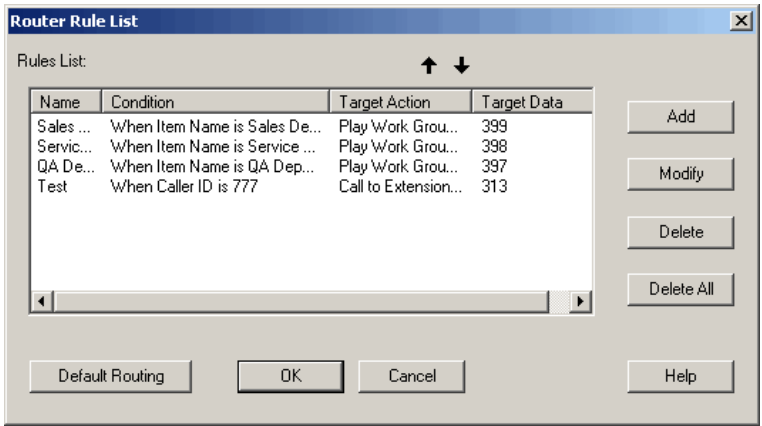 Router Rule List
Rules List:
Name Condition Target Action Target Data
Sales ... When Item Name is Sales De... Play Work Grou... 399
Servic... When Item Name is Service ... Play Work Grou... 398
QA De... When Item Name is QA Dep... Play Work Grou... 397
Test When Caller ID is 777 Call to Extension... 313
Add
Modify
Delete
Delete All
Default Routing OK Cancel Help